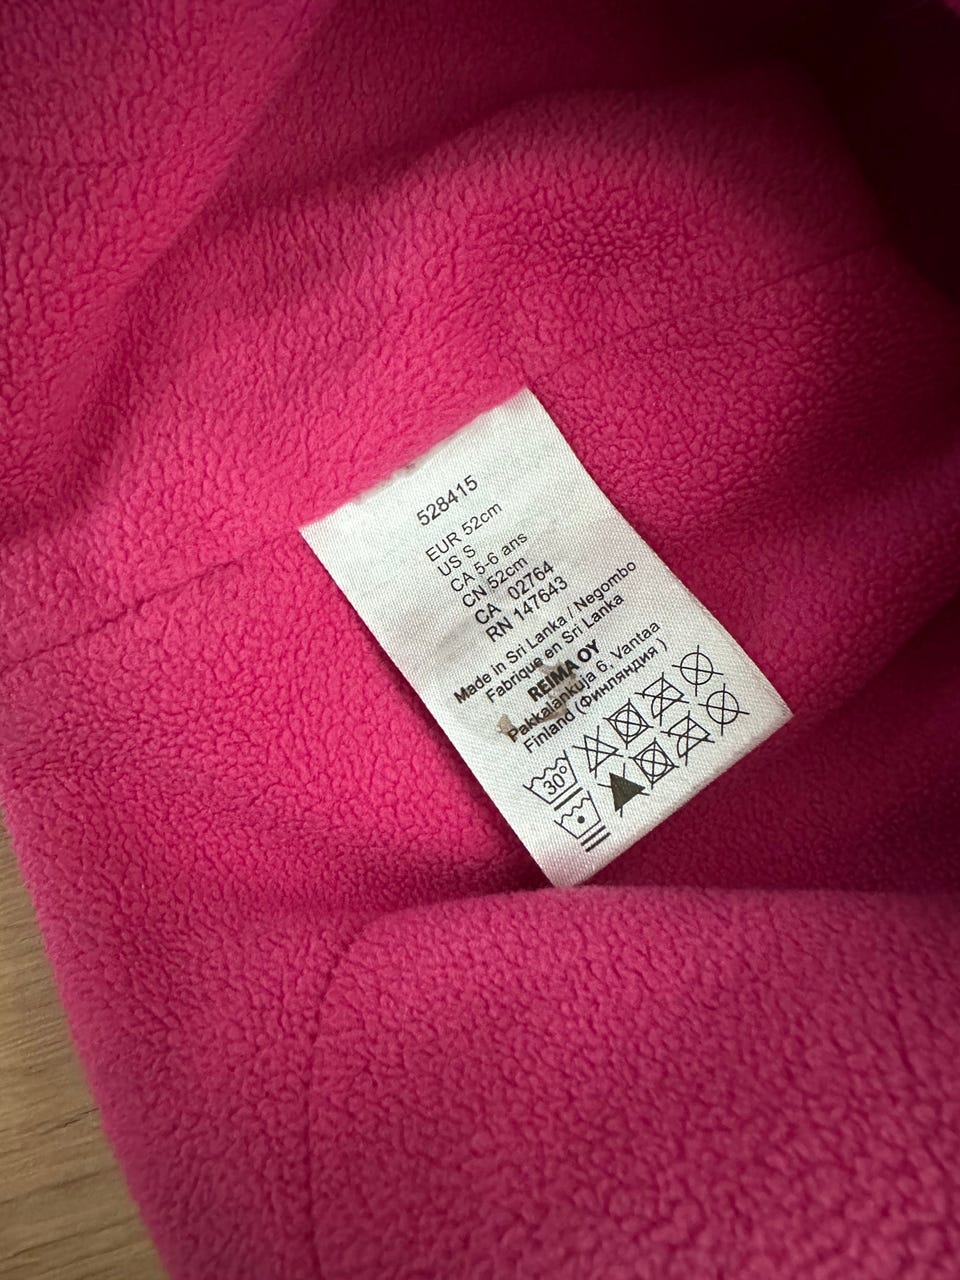 528415
EUR 52cm
US S
CA 5-6 ans
CN 52cm
CA 02764
RN 147643
Made in Sri Lanka / Negombo
Fabrique en Sri Lanka
REIMA OY
Pakkalankuja 6, Vantaa
Finland (Финляндия )
30°